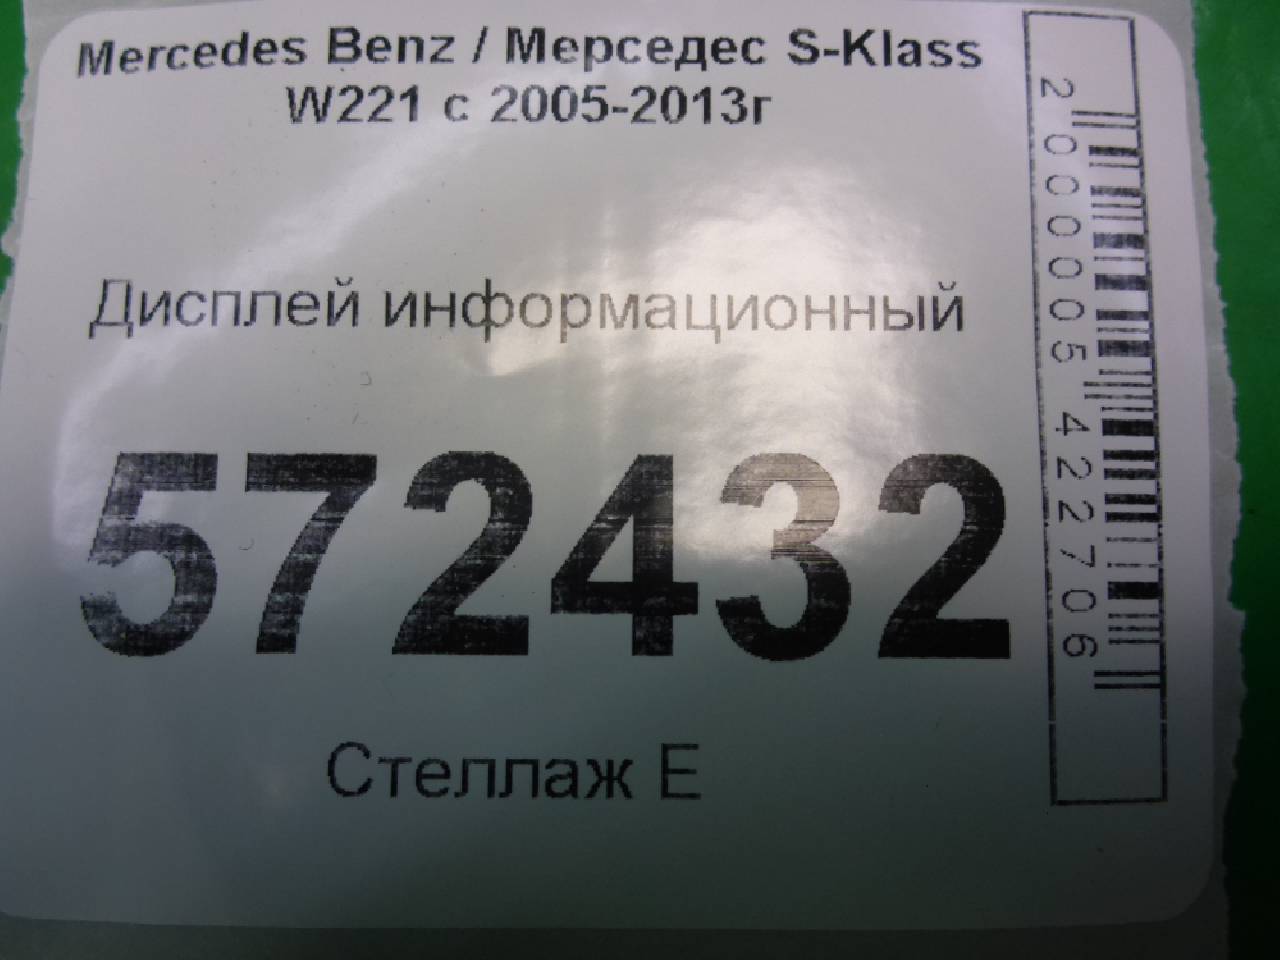 Mercedes Benz / Мерседес S-Klass
W221 с 2005-2013г
Дисплей информационный
572432
Стеллаж Е
2000005422706